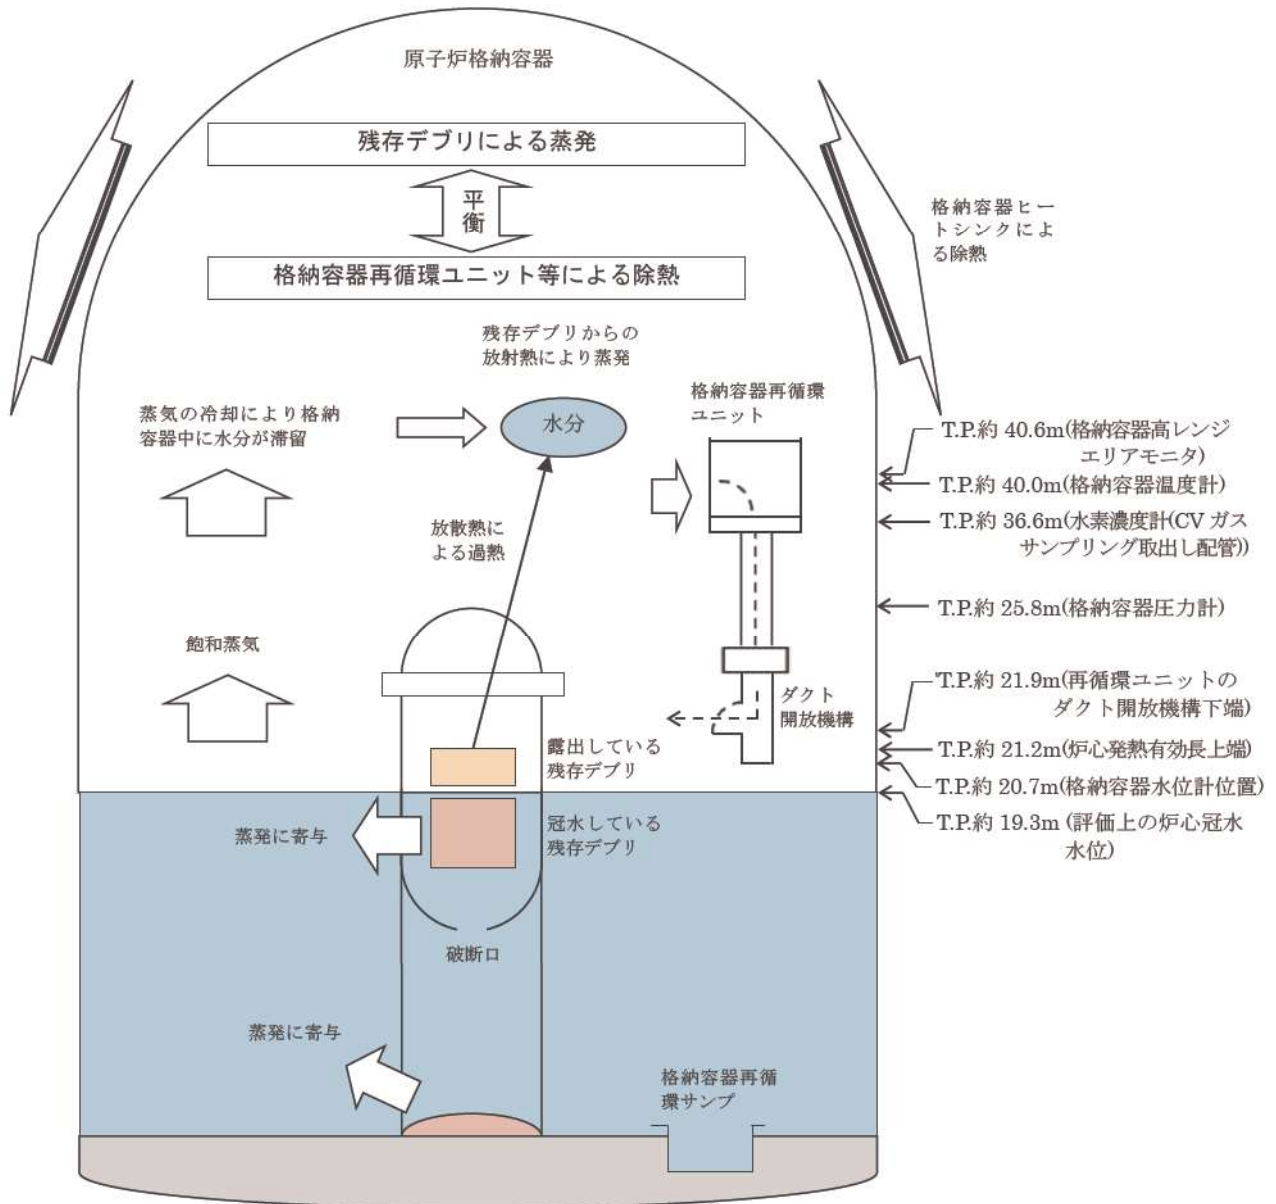 原子炉格納容器
残存デブリによる蒸発
平
衡
格納容器再循環ユニット等による除熱
格納容器ヒー
トシンクによ
る除熱
残存デブリからの
放射熱により蒸発
蒸気の冷却により格納
容器中に水分が滞留
水分
格納容器再循環
ユニット
T.P.約 40.6m(格納容器高レンジ
エリアモニタ)
T.P.約 40.0m(格納容器温度計)
T.P.約 36.6m(水素濃度計(CV ガス
サンプリング取出し配管))
放散熱
による過熱
T.P.約 25.8m(格納容器圧力計)
飽和蒸気
T.P.約 21.9m(再循環ユニットの
ダクト開放機構下端)
ダクト
開放機構
露出している
残存デブリ
T.P.約 21.2m(炉心発熱有効長上端)
T.P.約 20.7m(格納容器水位計位置)
T.P.約 19.3m (評価上の炉心冠水
水位)
蒸発に寄与
冠水している
残存デブリ
破断口
蒸発に寄与
格納容器再循
環サンプ